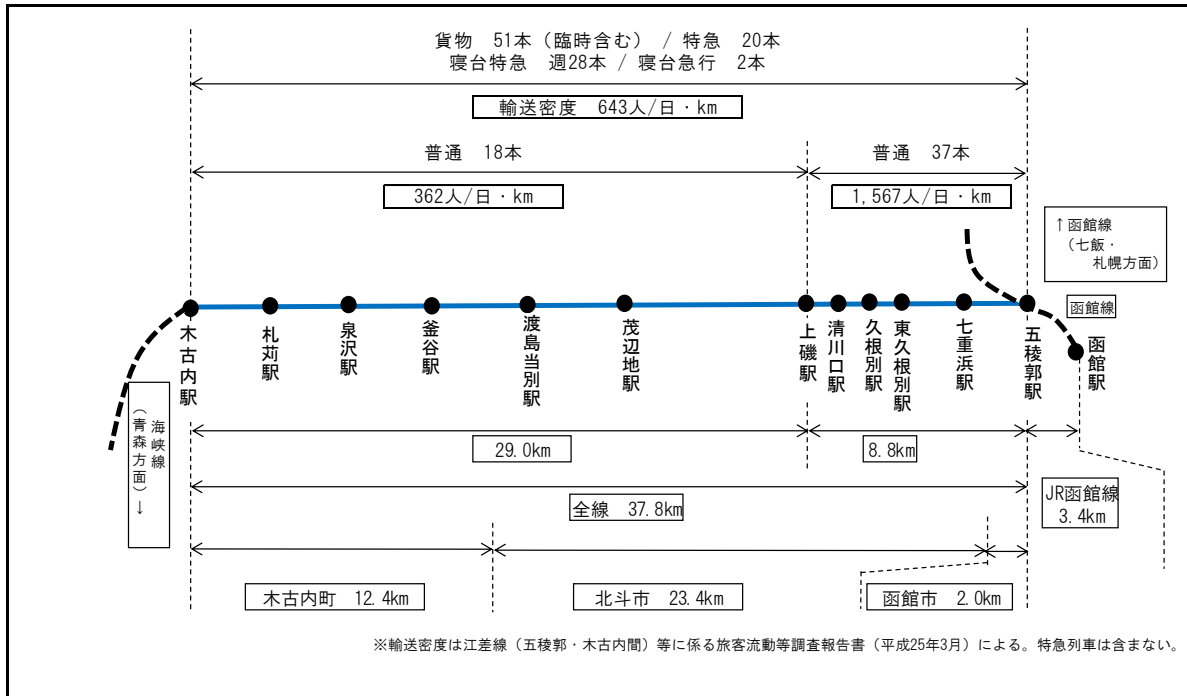 貨物 51本（臨時含む） / 特急 20本
寝台特急 週28本 / 寝台急行 2本
輸送密度 643人/日・km
普通 18本
普通 37本
362人/日・km
1,567人/日・km
↑函館線
（七飯・
札幌方面）
函館線
木古内駅
札苅駅
泉沢駅
釜谷駅
渡島当別駅
茂辺地駅
上磯駅
清川口駅
久根別駅
東久根別駅
七重浜駅
五稜郭駅
函館駅
海峡線
（青森方面）→
29.0km
8.8km
全線 37.8km
JR函館線
3.4km
木古内町 12.4km
北斗市 23.4km
函館市 2.0km
※輸送密度は江差線（五稜郭・木古内間）等に係る旅客流動等調査報告書（平成25年3月）による。特急列車は含まない。